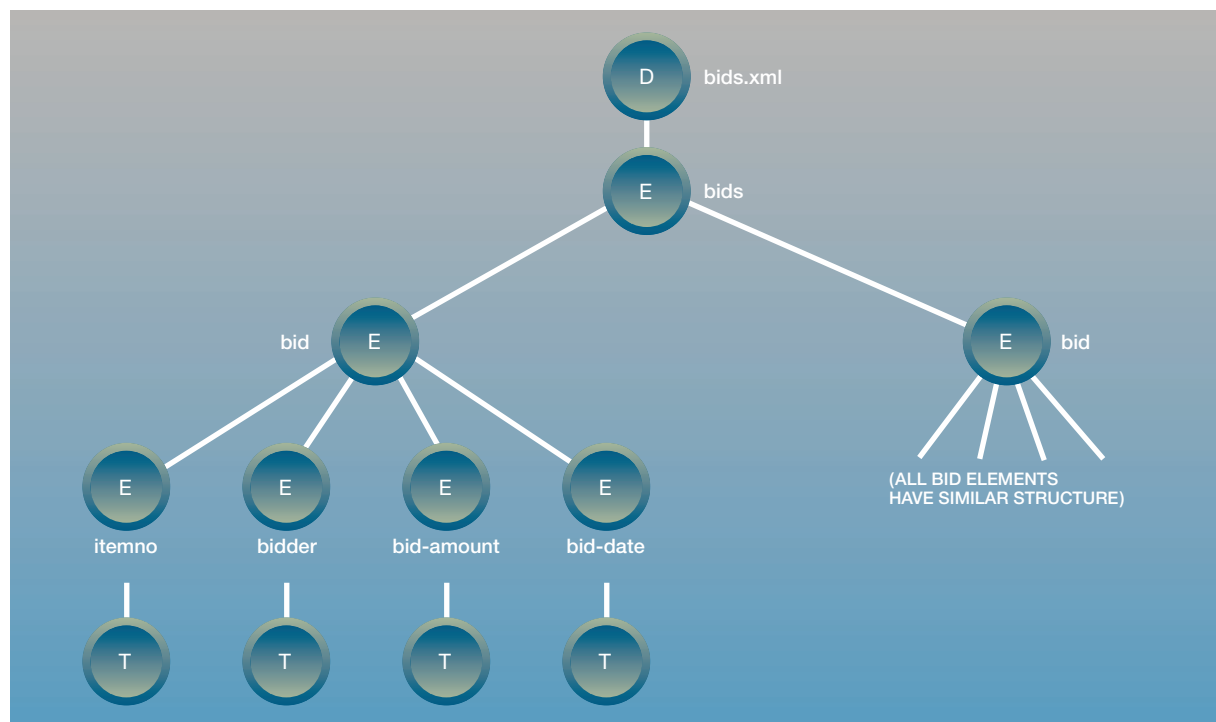 D bids.xml
E bids
bid E
E bid
E E E E
(ALL BID ELEMENTS
HAVE SIMILAR STRUCTURE)
itemno bidder bid-amount bid-date
T T T T